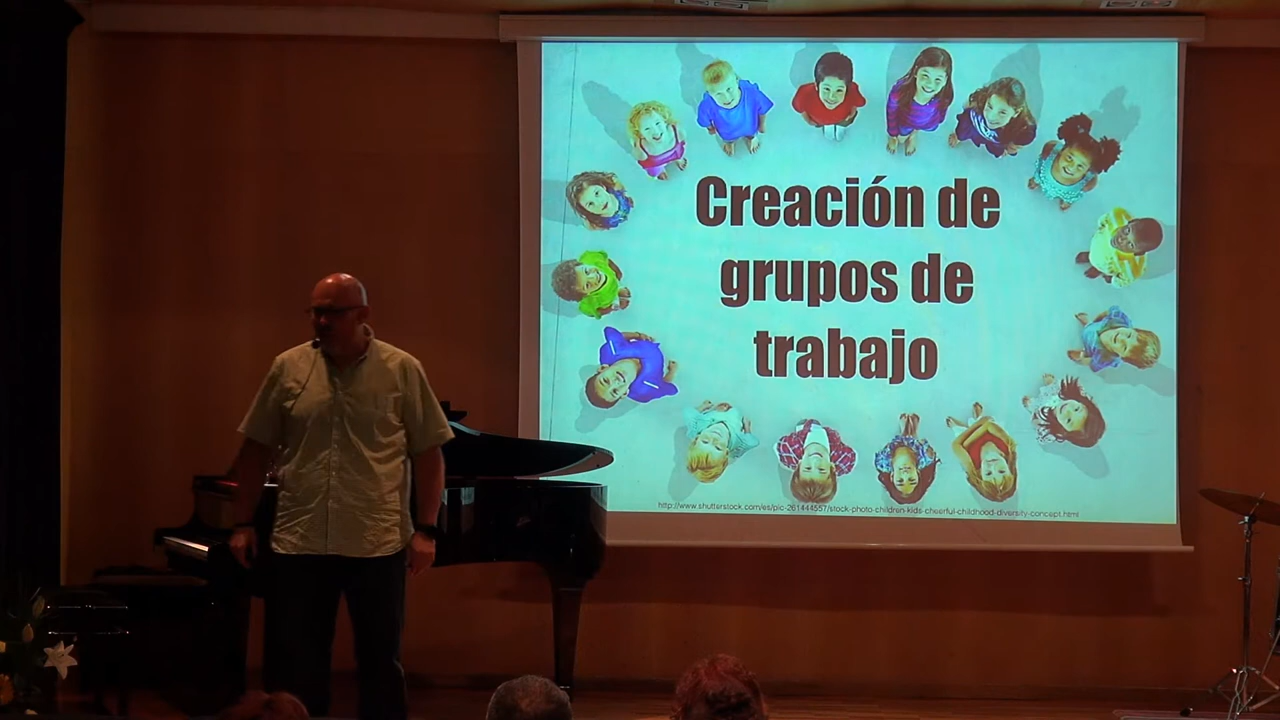 Creación de
grupos de
trabajo
http://www.shutterstock.com/es/pic-261444557/stock-photo-children-kids-cheerful-childhood-diversity-concept.html